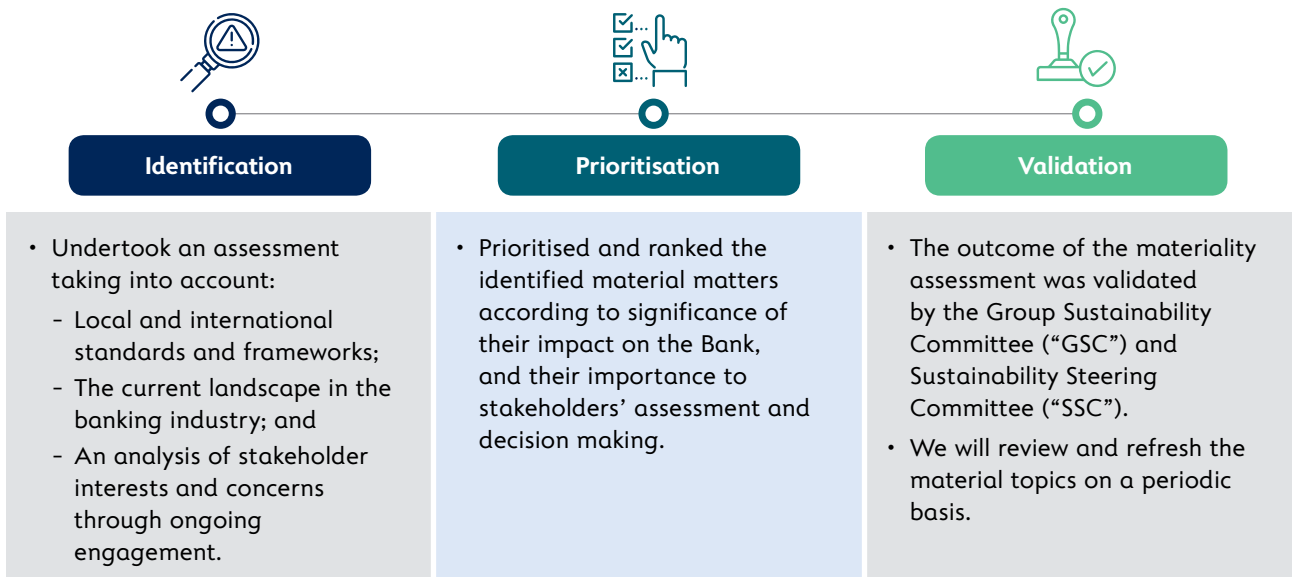 Identification
Prioritisation
Validation
• Undertook an assessment
taking into account:
- Local and international
standards and frameworks;
- The current landscape in the
banking industry; and
- An analysis of stakeholder
interests and concerns
through ongoing
engagement.
• Prioritised and ranked the
identified material matters
according to significance of
their impact on the Bank,
and their importance to
stakeholders’ assessment and
decision making.
• The outcome of the materiality
assessment was validated
by the Group Sustainability
Committee (“GSC”) and
Sustainability Steering
Committee (“SSC”).
• We will review and refresh the
material topics on a periodic
basis.